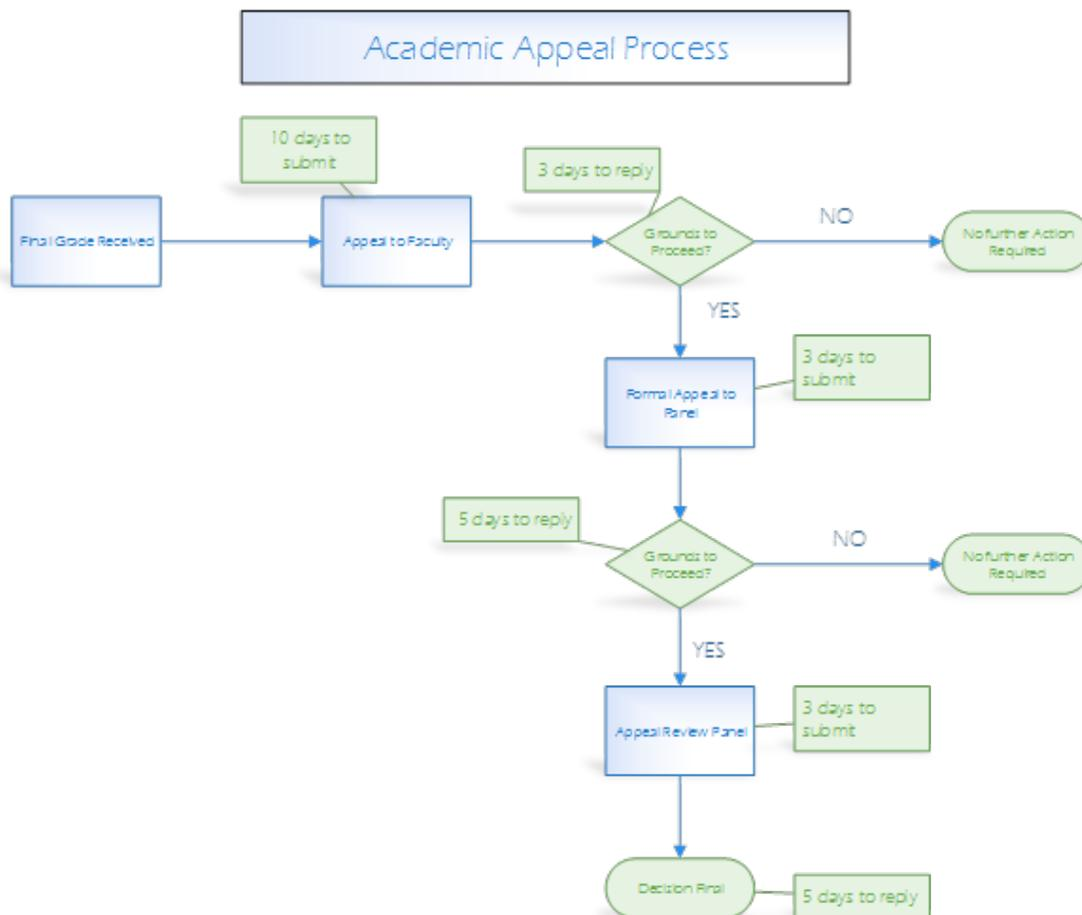 Academic Appeal Process
10 days to
submit
3 days to reply
Final Grade Received
Appeal to Faculty
Grounds to
Proceed?
NO
No further Action
Required
YES
Formal Appeal to
Panel
3 days to
submit
5 days to reply
Grounds to
Proceed?
NO
No further Action
Required
YES
Appeal Review Panel
3 days to
submit
Decision Final
5 days to reply